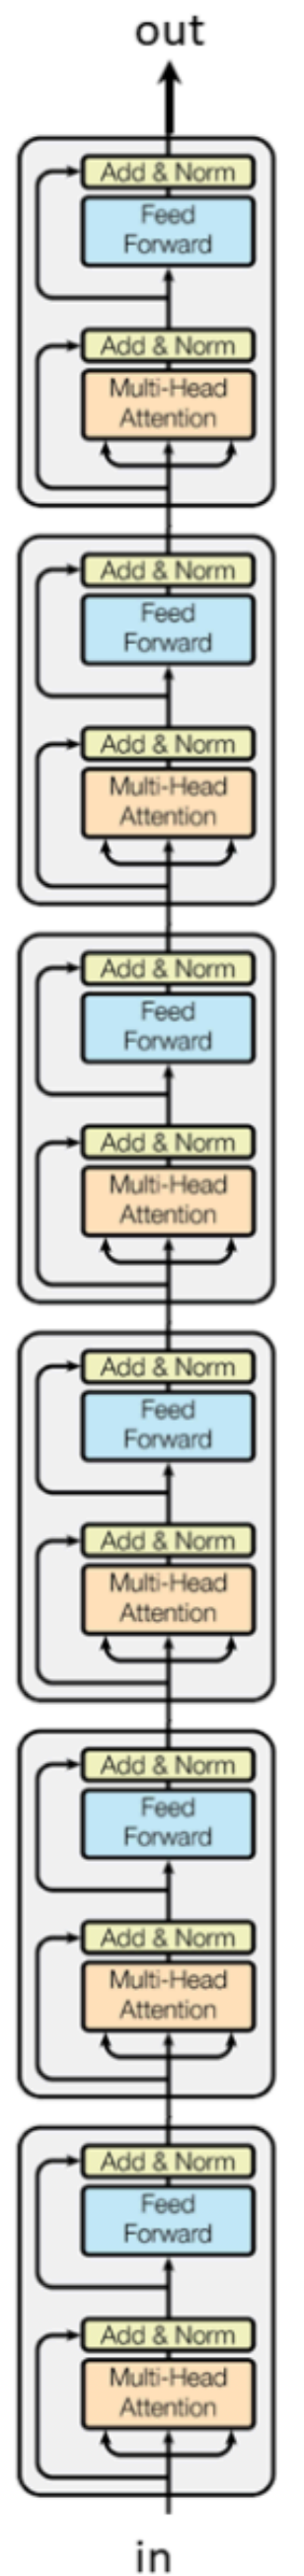 out
Add & Norm
Feed
Forward
Add & Norm
Multi-Head
Attention
Add & Norm
Feed
Forward
Add & Norm
Multi-Head
Attention
Add & Norm
Feed
Forward
Add & Norm
Multi-Head
Attention
Add & Norm
Feed
Forward
Add & Norm
Multi-Head
Attention
Add & Norm
Feed
Forward
Add & Norm
Multi-Head
Attention
Add & Norm
Feed
Forward
Add & Norm
Multi-Head
Attention
in